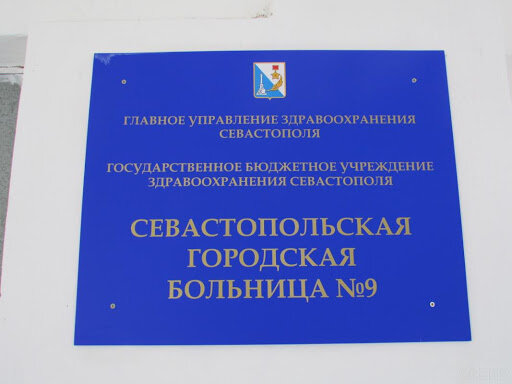 ГЛАВНОЕ УПРАВЛЕНИЕ ЗДРАВООХРАНЕНИЯ
СЕВАСТОПОЛЯ
ГОСУДАРСТВЕННОЕ БЮДЖЕТНОЕ УЧРЕЖДЕНИЕ
ЗДРАВООХРАНЕНИЯ СЕВАСТОПОЛЯ
СЕВАСТОПОЛЬСКАЯ
ГОРОДСКАЯ
БОЛЬНИЦА №9